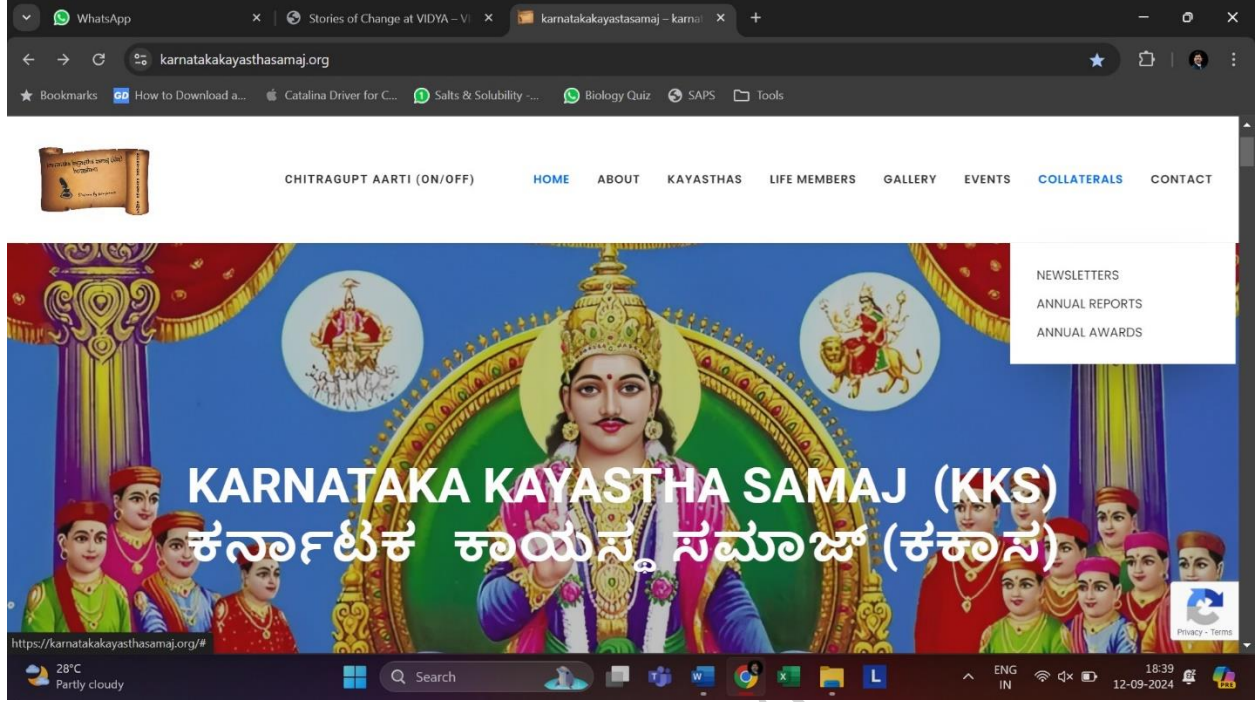 WhatsApp
Stories of Change at VIDYA – VI
karnatakakayastasamaj – karna
karnatakakayasthasamaj.org
Bookmarks How to Download a... Catalina Driver for C... Salts & Solubility -... Biology Quiz SAPS Tools
CHITRAGUPT AARTI (ON/OFF) HOME ABOUT KAYASTHAS LIFE MEMBERS GALLERY EVENTS COLLATERALS CONTACT
NEWSLETTERS
ANNUAL REPORTS
ANNUAL AWARDS
KARNATAKA KAYASTHA SAMAJ (KKS)
ಕರ್ನಾಟಕ ಕಾಯಸ್ಥ ಸಮಾಜ್ (ಕಕಾಸ)
Privacy - Terms
https://karnatakakayasthasamaj.org/#
28°C
Partly cloudy
Search
ENG
IN
18:39
12-09-2024